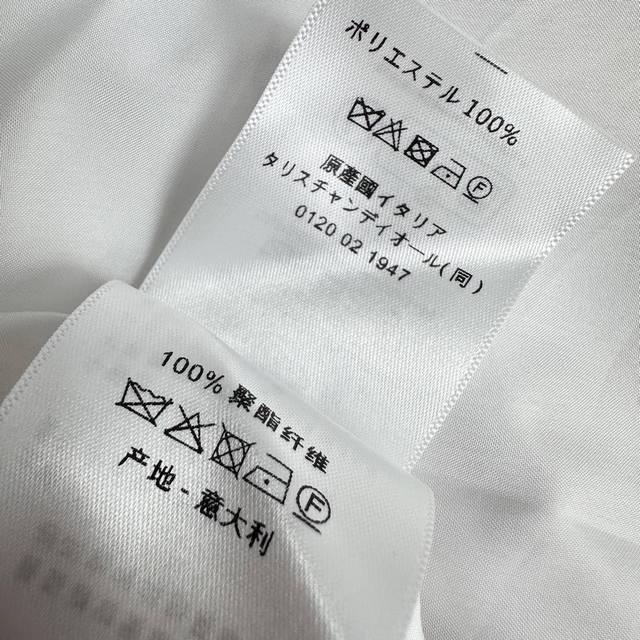 ポリエステル100%
F
原產國イタリア
タリスチャンディオール(同)
0120 02 1947
100% 聚酯纤维
F
产地 - 意大利